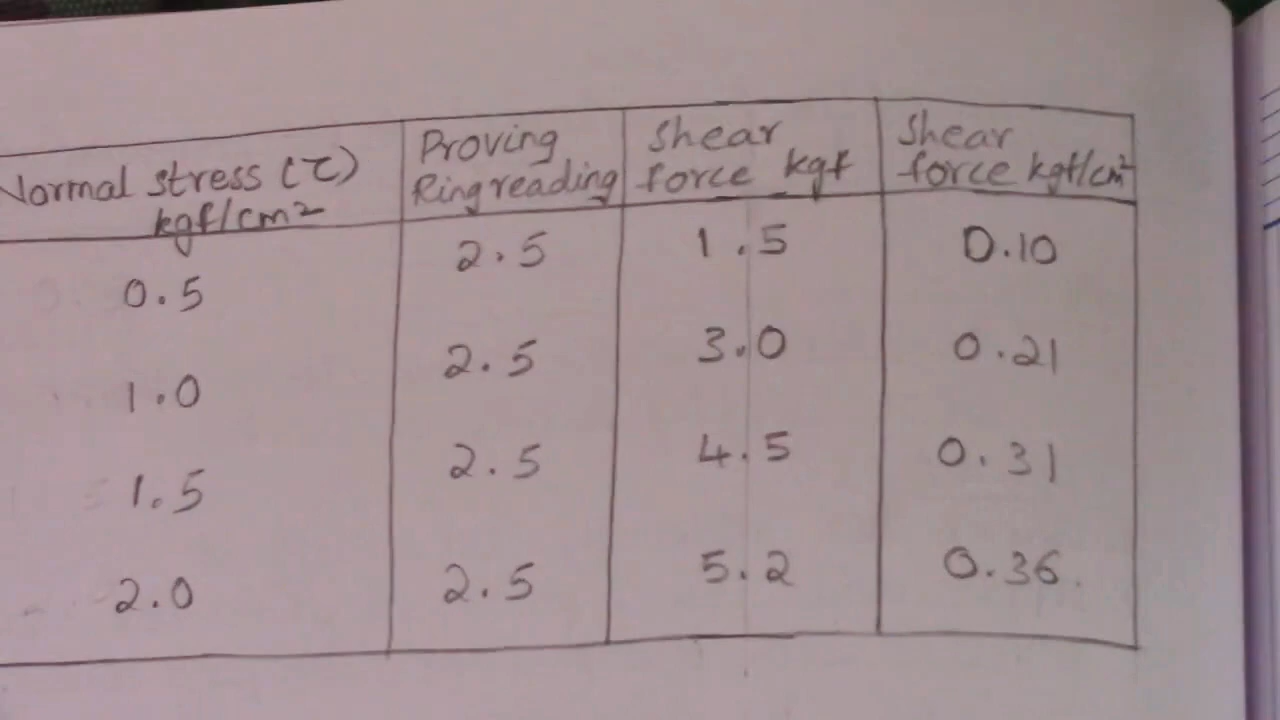 Normal stress (τ) Proving Shear Shear
kgf/cm2 Ring reading force kgf force kgf/cm2
0.5 2.5 1.5 0.10
1.0 2.5 3.0 0.21
1.5 2.5 4.5 0.31
2.0 2.5 5.2 0.36